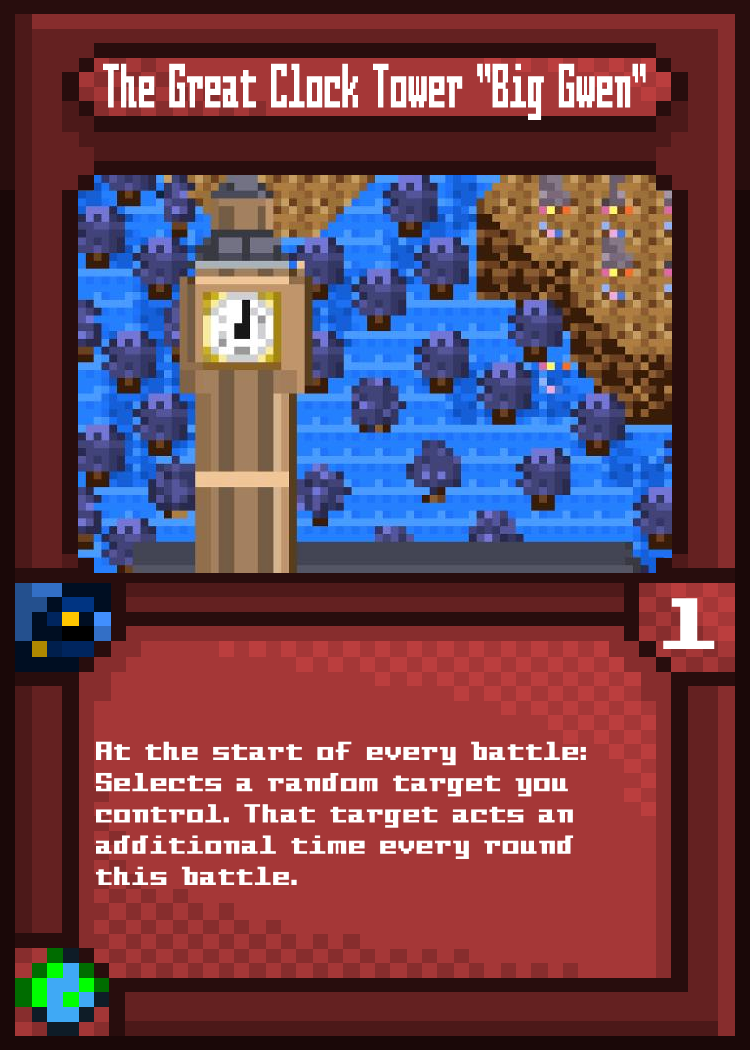 The Great Clock Tower "Big Gwen"
1
At the start of every battle:
Selects a random target you
control. That target acts an
additional time every round
this battle.